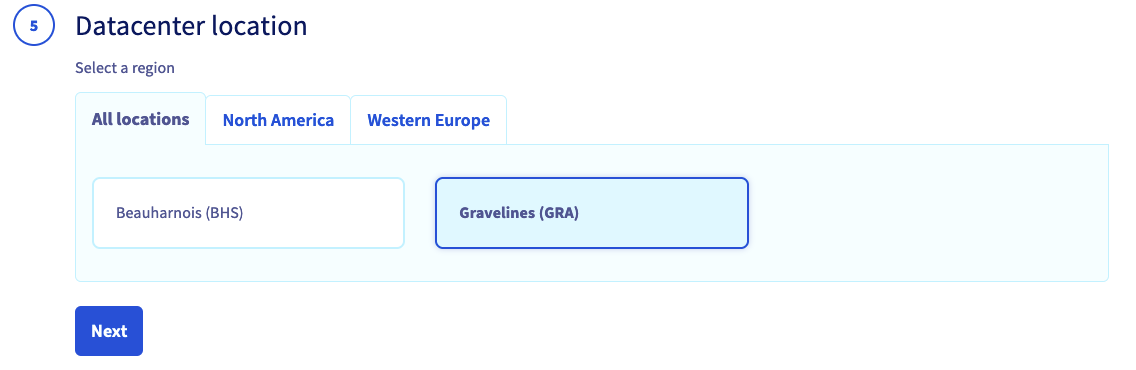 5 Datacenter location
Select a region
All locations North America Western Europe
Beauharnois (BHS) Gravelines (GRA)
Next